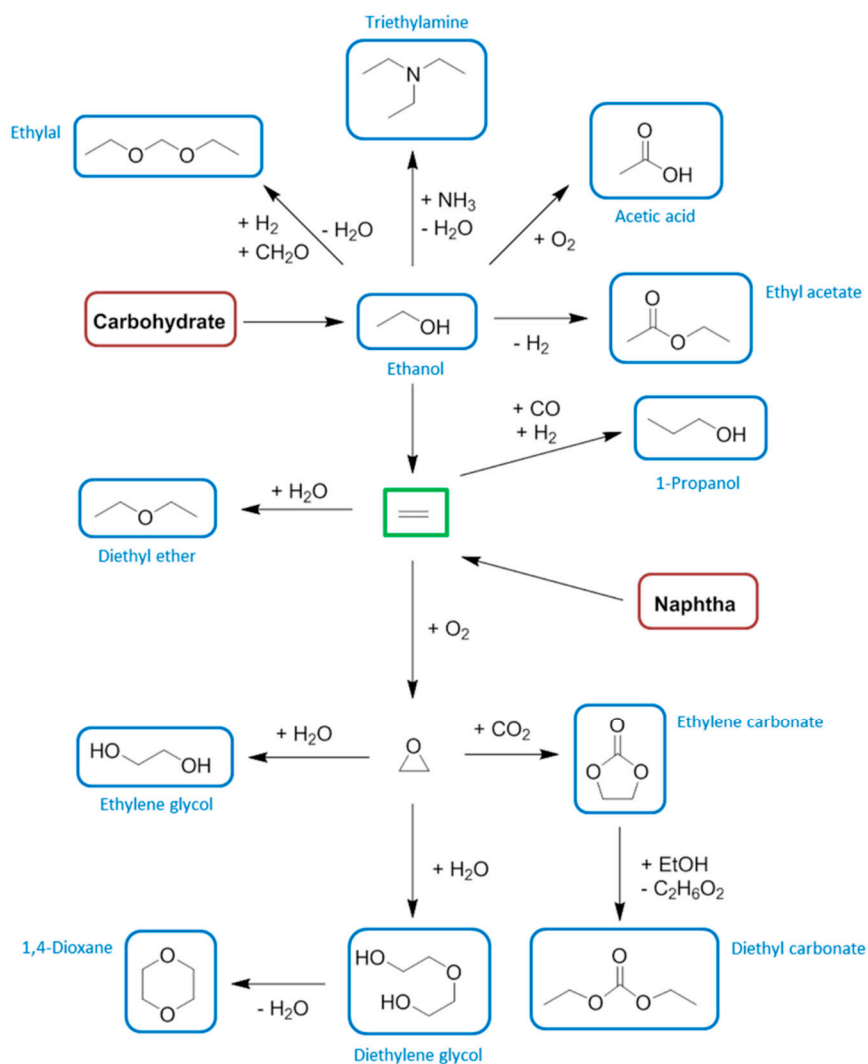 Triethylamine
N
Ethylal
O
O
O
OH
Acetic acid
+ H₂
+ CH₂O
- H₂O
+ NH₃
- H₂O
+ O₂
Carbohydrate
OH
Ethanol
- H₂
Ethyl acetate
O
O
+ CO
+ H₂
OH
1-Propanol
+ H₂O
O
Diethyl ether
Naphtha
+ O₂
HO
OH
Ethylene glycol
+ H₂O
O
+ CO₂
Ethylene carbonate
O
O
O
+ H₂O
+ EtOH
- C₂H₆O₂
1,4-Dioxane
O
O
- H₂O
HO
O
HO
Diethylene glycol
O
O
O
Diethyl carbonate